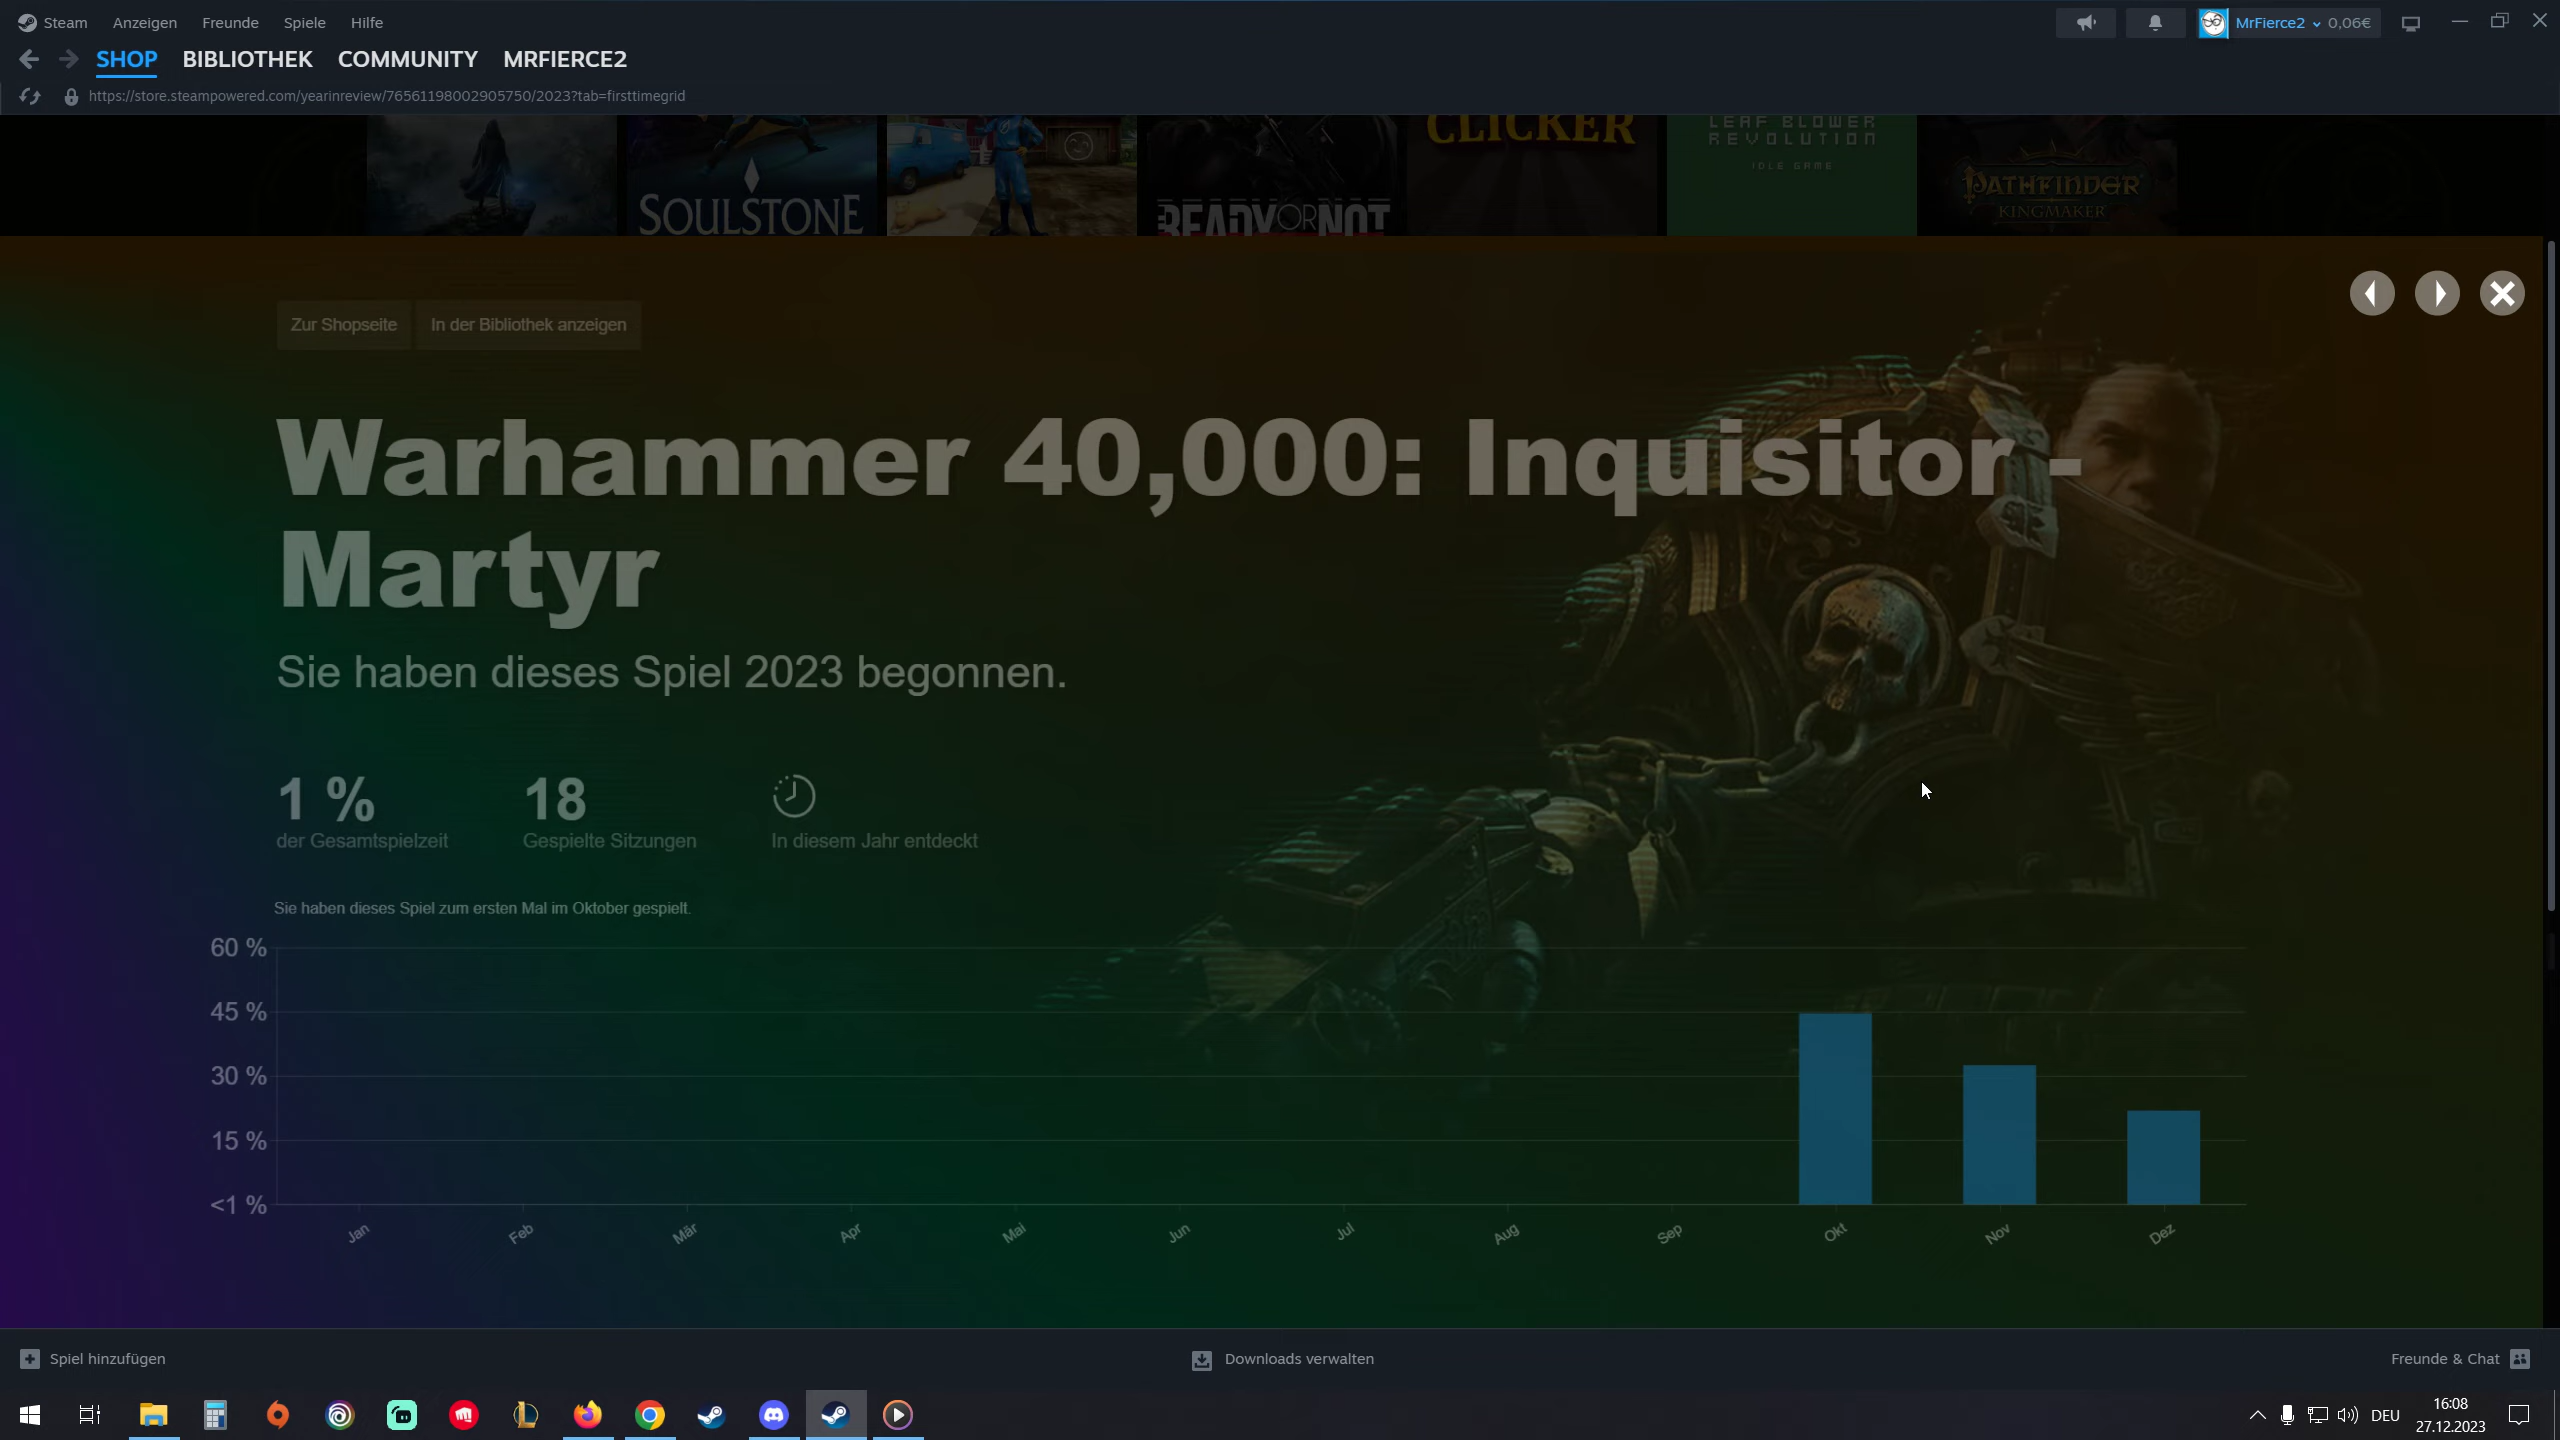 Steam Anzeigen Freunde Spiele Hilfe
MrFierce2 0,06€
SHOP BIBLIOTHEK COMMUNITY MRFIERCE2
https://store.steampowered.com/yearinreview/76561198002905750/2023?tab=firsttimegrid
SOULSTONE
READY OR NOT
CLICKER
LEAF BLOWER
REVOLUTION
IDLE GAME
PATHFINDER
KINGMAKER
Zur Shopseite In der Bibliothek anzeigen
Warhammer 40,000: Inquisitor -
Martyr
Sie haben dieses Spiel 2023 begonnen.
1 % 18
der Gesamtspielzeit Gespielte Sitzungen In diesem Jahr entdeckt
Sie haben dieses Spiel zum ersten Mal im Oktober gespielt.
60 %
45 %
30 %
15 %
<1 %
Jan Feb Mär Apr Mai Jun Jul Aug Sep Okt Nov Dez
Spiel hinzufügen Downloads verwalten Freunde & Chat
DEU 16:08
27.12.2023